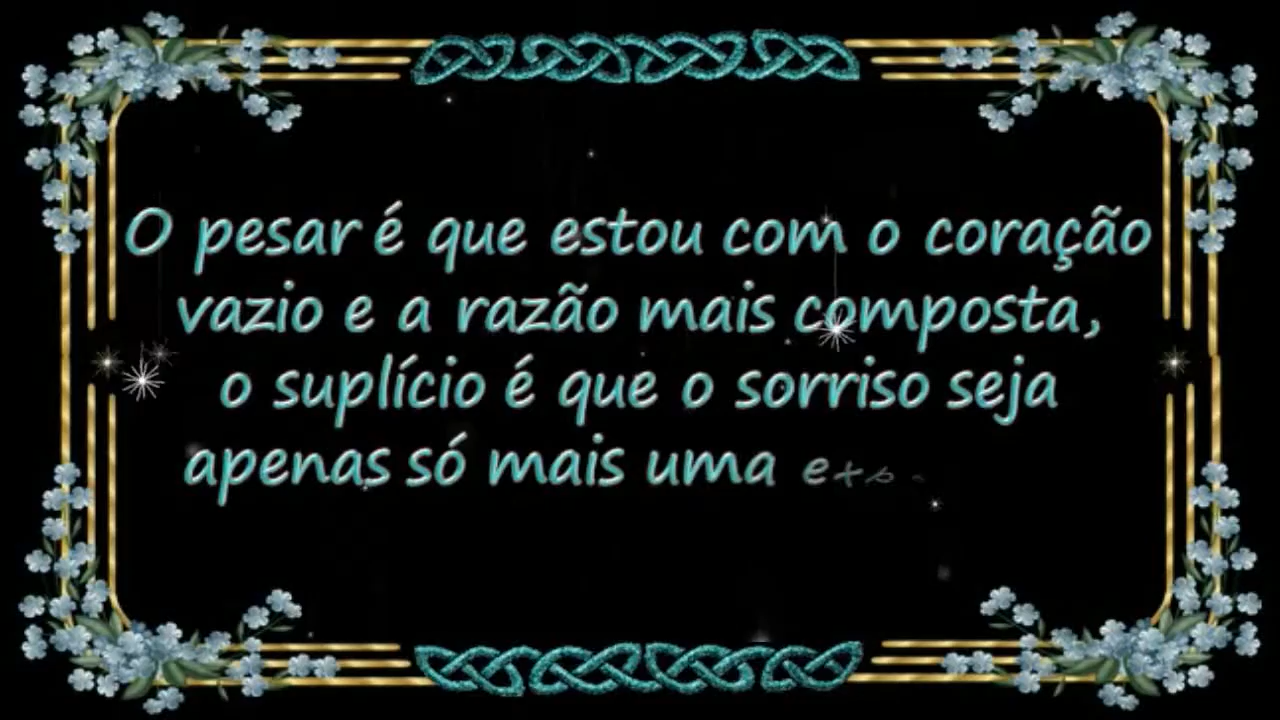 O pesar é que estou com o coração
vazio e a razão mais composta,
o suplício é que o sorriso seja
apenas só mais uma